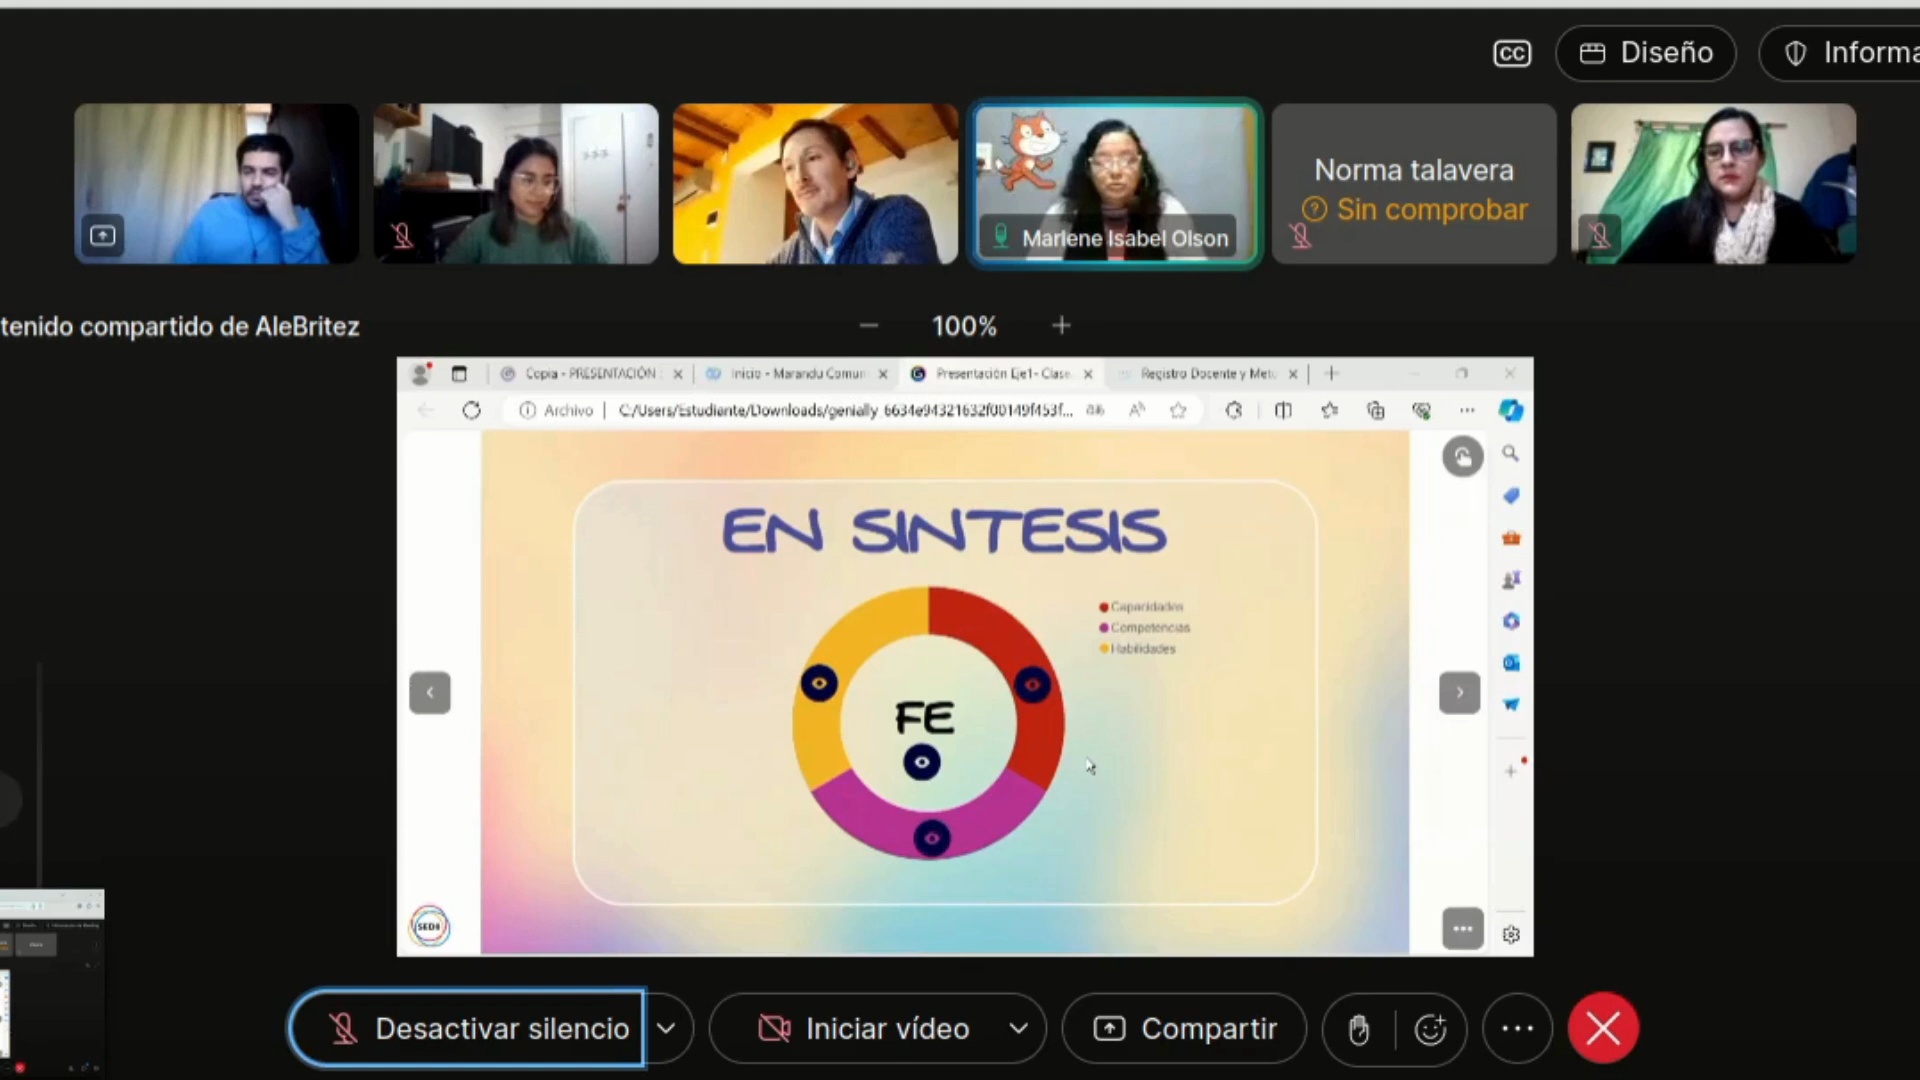 CC
Diseño
Informa
Marlene Isabel Olson
Norma talavera
Sin comprobar
tenido compartido de AleBritez
100%
Copia - PRESENTACIÓN
Inicio - Marandu Comun
Presentación Eje1- Clase
Registro Docente y Met
Archivo
C:/Users/Estudiante/Downloads/genially-6634e94321632f00149f453f...
EN SINTESIS
Capacidades
Competencias
Habilidades
FE
Desactivar silencio
Iniciar vídeo
Compartir